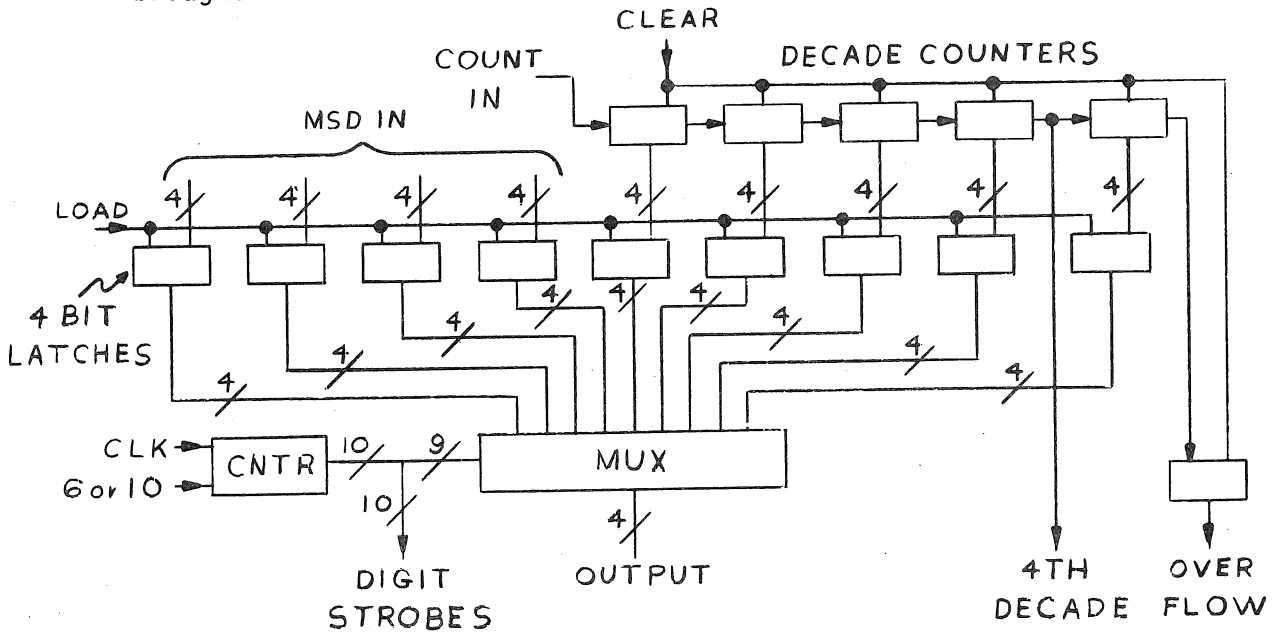 CLEAR
COUNT IN
DECADE COUNTERS
MSD IN
4 4 4 4 4 4 4 4 4
LOAD
4 BIT LATCHES
4 4 4
4 4
4 4
4 4
CLK
6 or 10
CNTR
10
9
MUX
10
4
DIGIT STROBES
OUTPUT
4TH DECADE
OVER FLOW